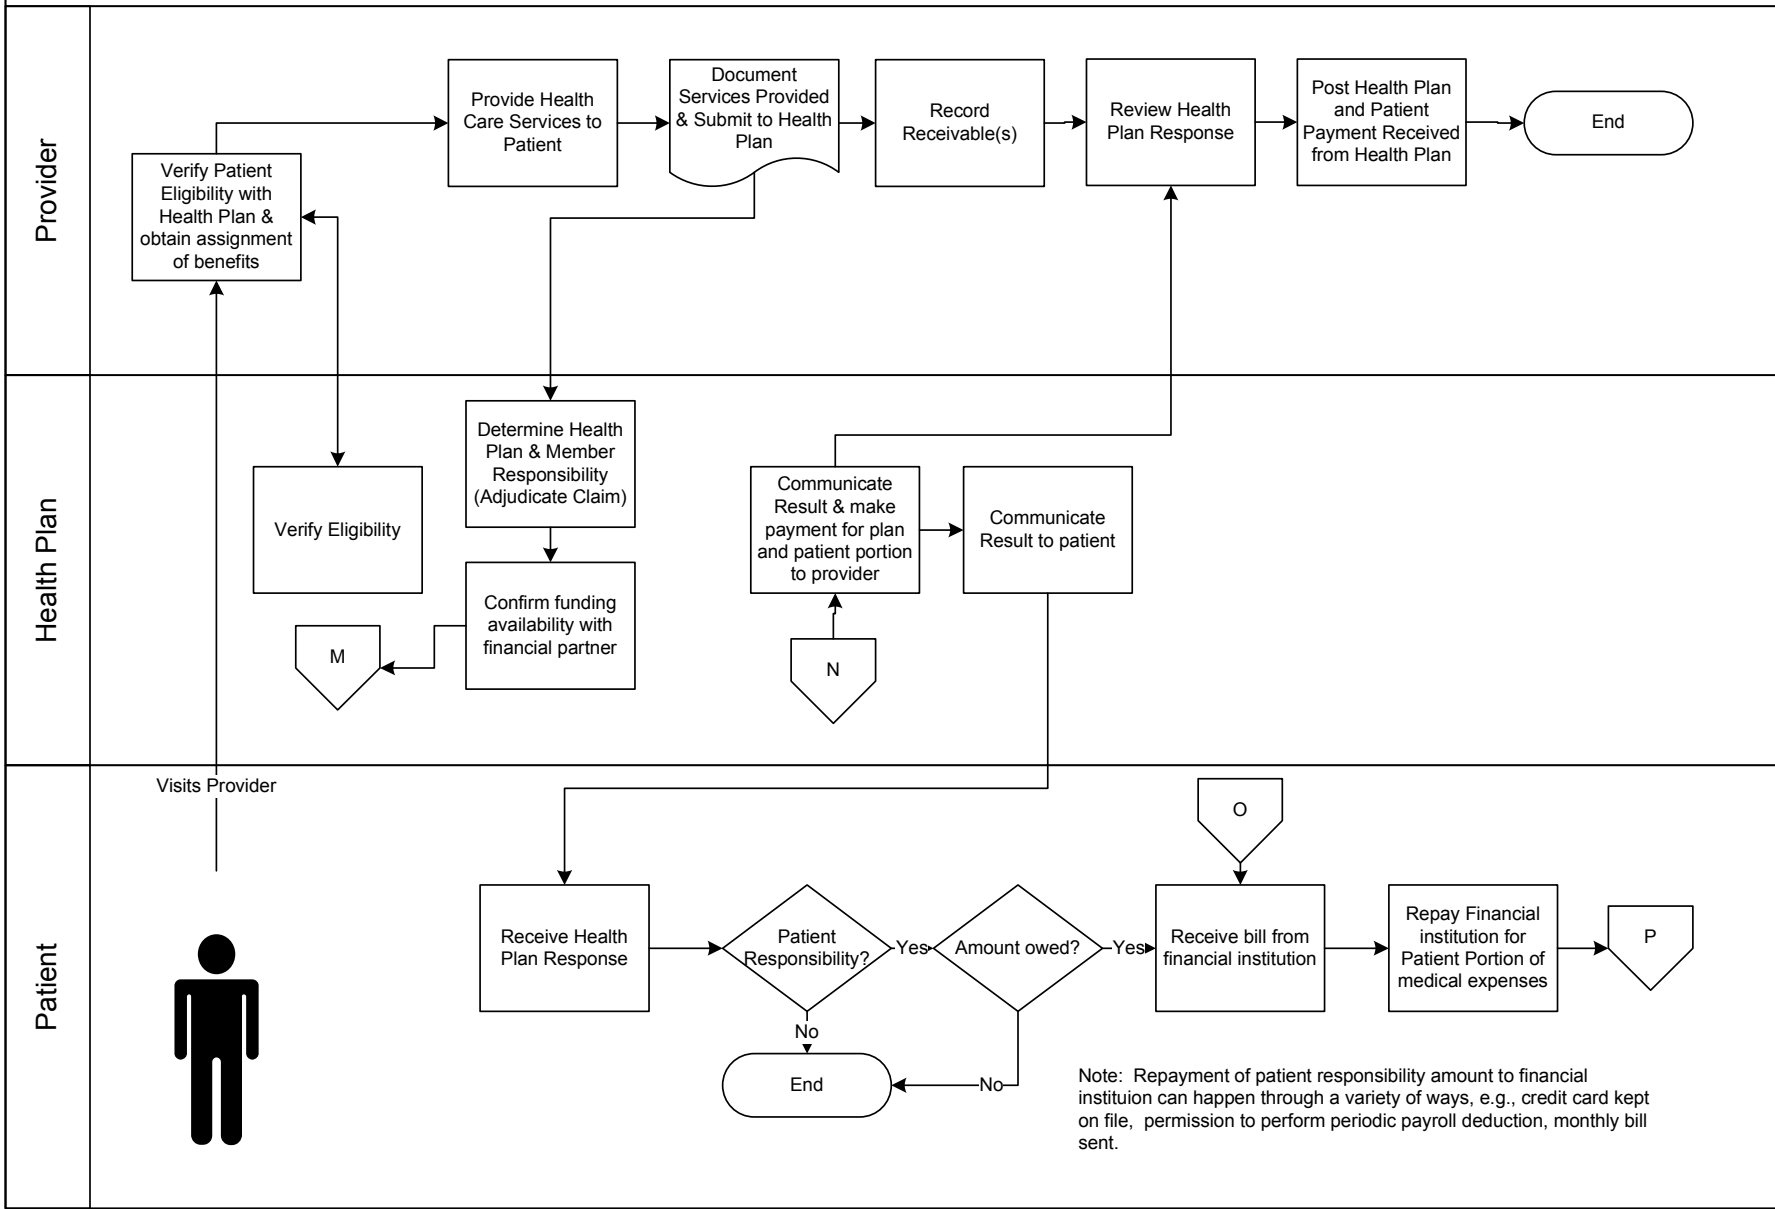 Provider
Verify Patient
Eligibility with
Health Plan &
obtain assignment
of benefits
Provide Health
Care Services to
Patient
Document
Services Provided
& Submit to Health
Plan
Record
Receivable(s)
Review Health
Plan Response
Post Health Plan
and Patient
Payment Received
from Health Plan
End
Health Plan
Verify Eligibility
Determine Health
Plan & Member
Responsibility
(Adjudicate Claim)
Confirm funding
availability with
financial partner
M
Communicate
Result & make
payment for plan
and patient portion
to provider
N
Communicate
Result to patient
Patient
Visits Provider
Receive Health
Plan Response
Patient
Responsibility?
Yes
No
End
Amount owed?
Yes
No
O
Receive bill from
financial institution
Repay Financial
institution for
Patient Portion of
medical expenses
P
Note: Repayment of patient responsibility amount to financial
instituion can happen through a variety of ways, e.g., credit card kept
on file, permission to perform periodic payroll deduction, monthly bill
sent.